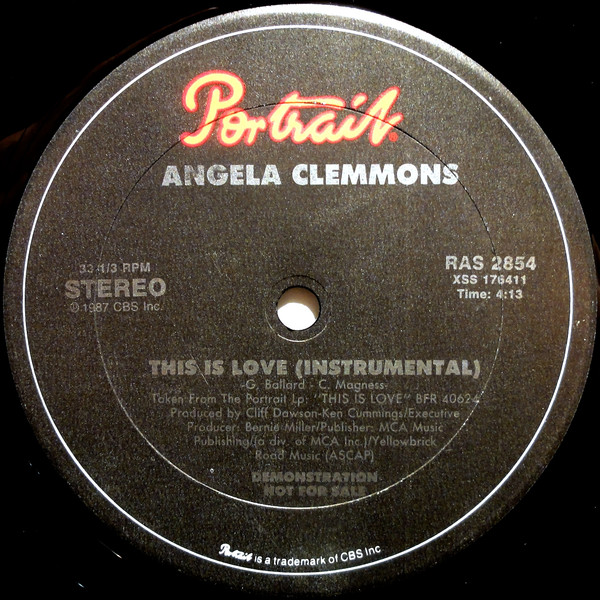 Portrait.
ANGELA CLEMMONS
33 1/3 RPM
STEREO
℗ 1987 CBS Inc.
RAS 2854
XSS 176411
Time: 4:13
THIS IS LOVE (INSTRUMENTAL)
-G. Ballard - C. Magness-
Taken From The Portrait Lp: "THIS IS LOVE" BFR 40624
Produced by Cliff Dawson-Ken Cummings/Executive
Producer: Bernie Miller/Publisher: MCA Music
Publishing/(a div. of MCA Inc.)/Yellowbrick
Road Music (ASCAP)
DEMONSTRATION
NOT FOR SALE
Portrait is a trademark of CBS Inc